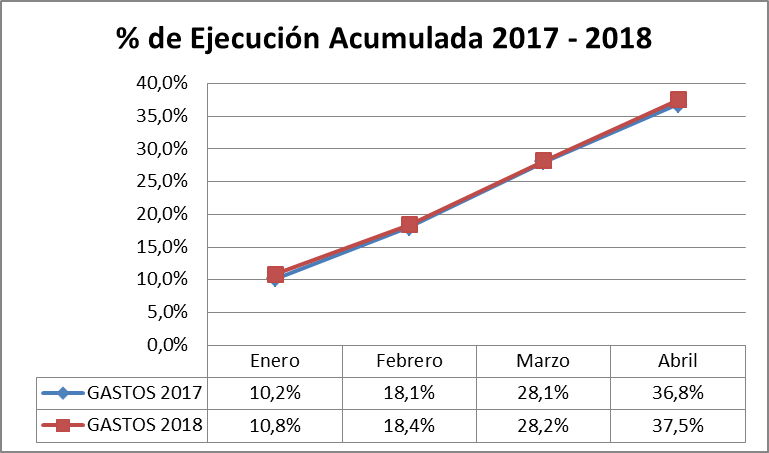 % de Ejecución Acumulada 2017 - 2018
40,0%
35,0%
30,0%
25,0%
20,0%
15,0%
10,0%
5,0%
0,0%
Enero Febrero Marzo Abril
GASTOS 2017 10,2% 18,1% 28,1% 36,8%
GASTOS 2018 10,8% 18,4% 28,2% 37,5%